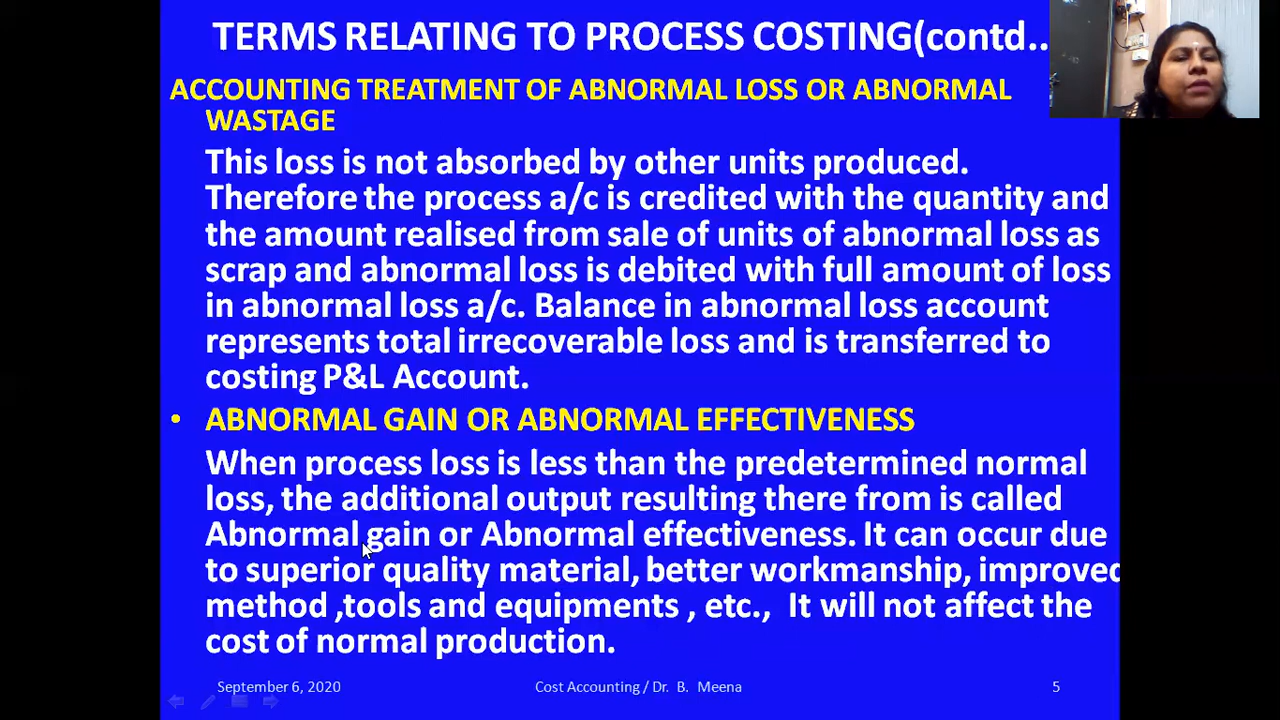 TERMS RELATING TO PROCESS COSTING(contd..
ACCOUNTING TREATMENT OF ABNORMAL LOSS OR ABNORMAL
WASTAGE
This loss is not absorbed by other units produced.
Therefore the process a/c is credited with the quantity and
the amount realised from sale of units of abnormal loss as
scrap and abnormal loss is debited with full amount of loss
in abnormal loss a/c. Balance in abnormal loss account
represents total irrecoverable loss and is transferred to
costing P&L Account.
• ABNORMAL GAIN OR ABNORMAL EFFECTIVENESS
When process loss is less than the predetermined normal
loss, the additional output resulting there from is called
Abnormal gain or Abnormal effectiveness. It can occur due
to superior quality material, better workmanship, improved
method ,tools and equipments , etc., It will not affect the
cost of normal production.
September 6, 2020 Cost Accounting / Dr. B. Meena 5